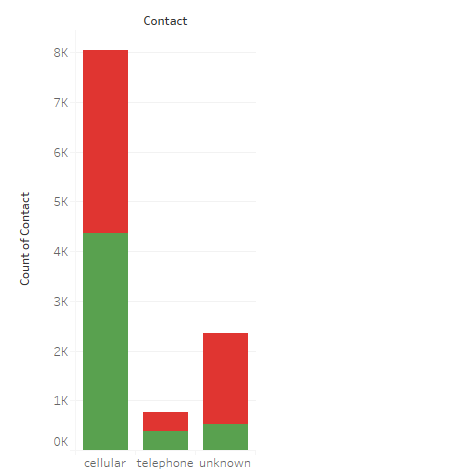 Contact
8K
7K
6K
5K
4K
3K
2K
1K
0K
Count of Contact
cellular telephone unknown